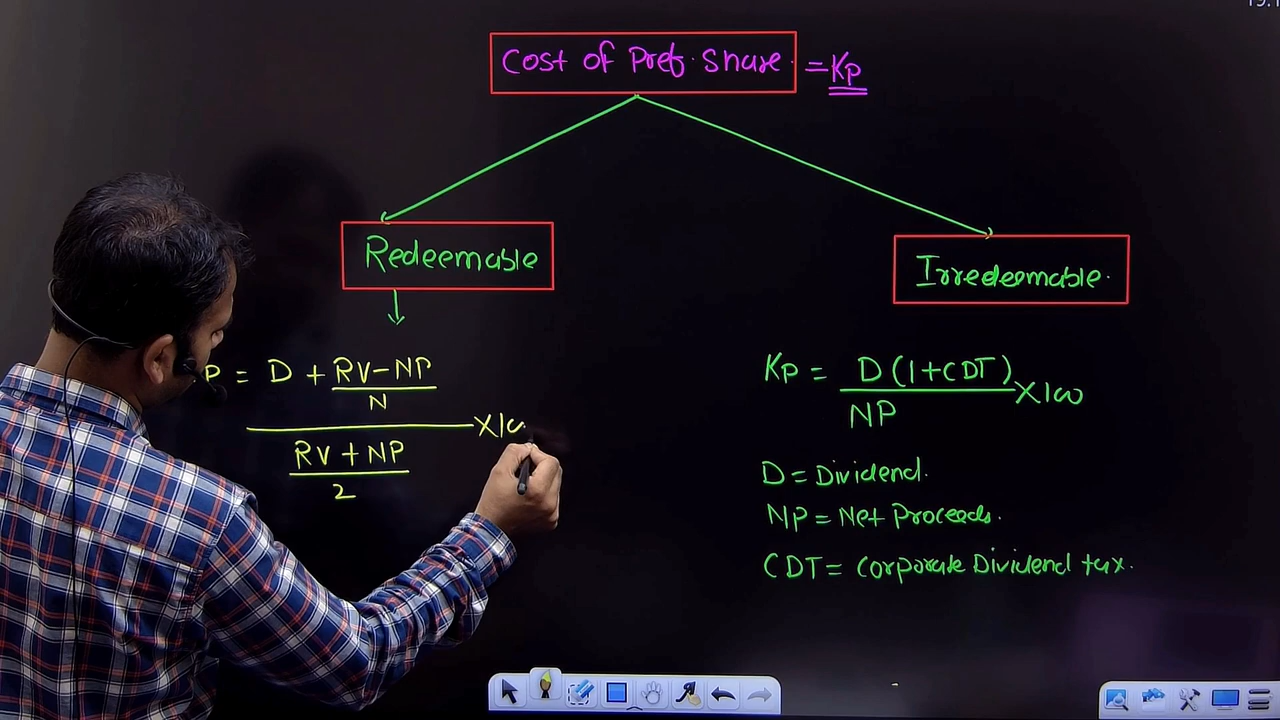 Cost of Pref. Share. = Kp
Redeemable
Irredeemable.
P = D + RV-NP
N
RV + NP
2
X10
Kp = D (1+CDT)
NP
X100
D = Dividend.
NP = Net Proceeds.
CDT = Corporate Dividend tax.